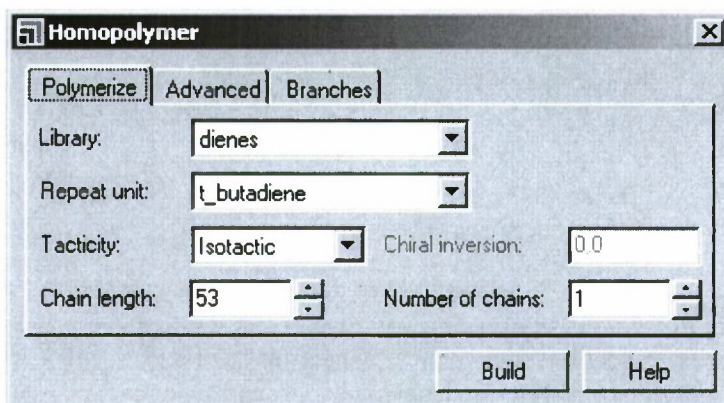 Homopolymer
Polymerize Advanced Branches
Library: dienes
Repeat unit: t_butadiene
Tacticity: Isotactic Chiral inversion: 0.0
Chain length: 53 Number of chains: 1
Build Help